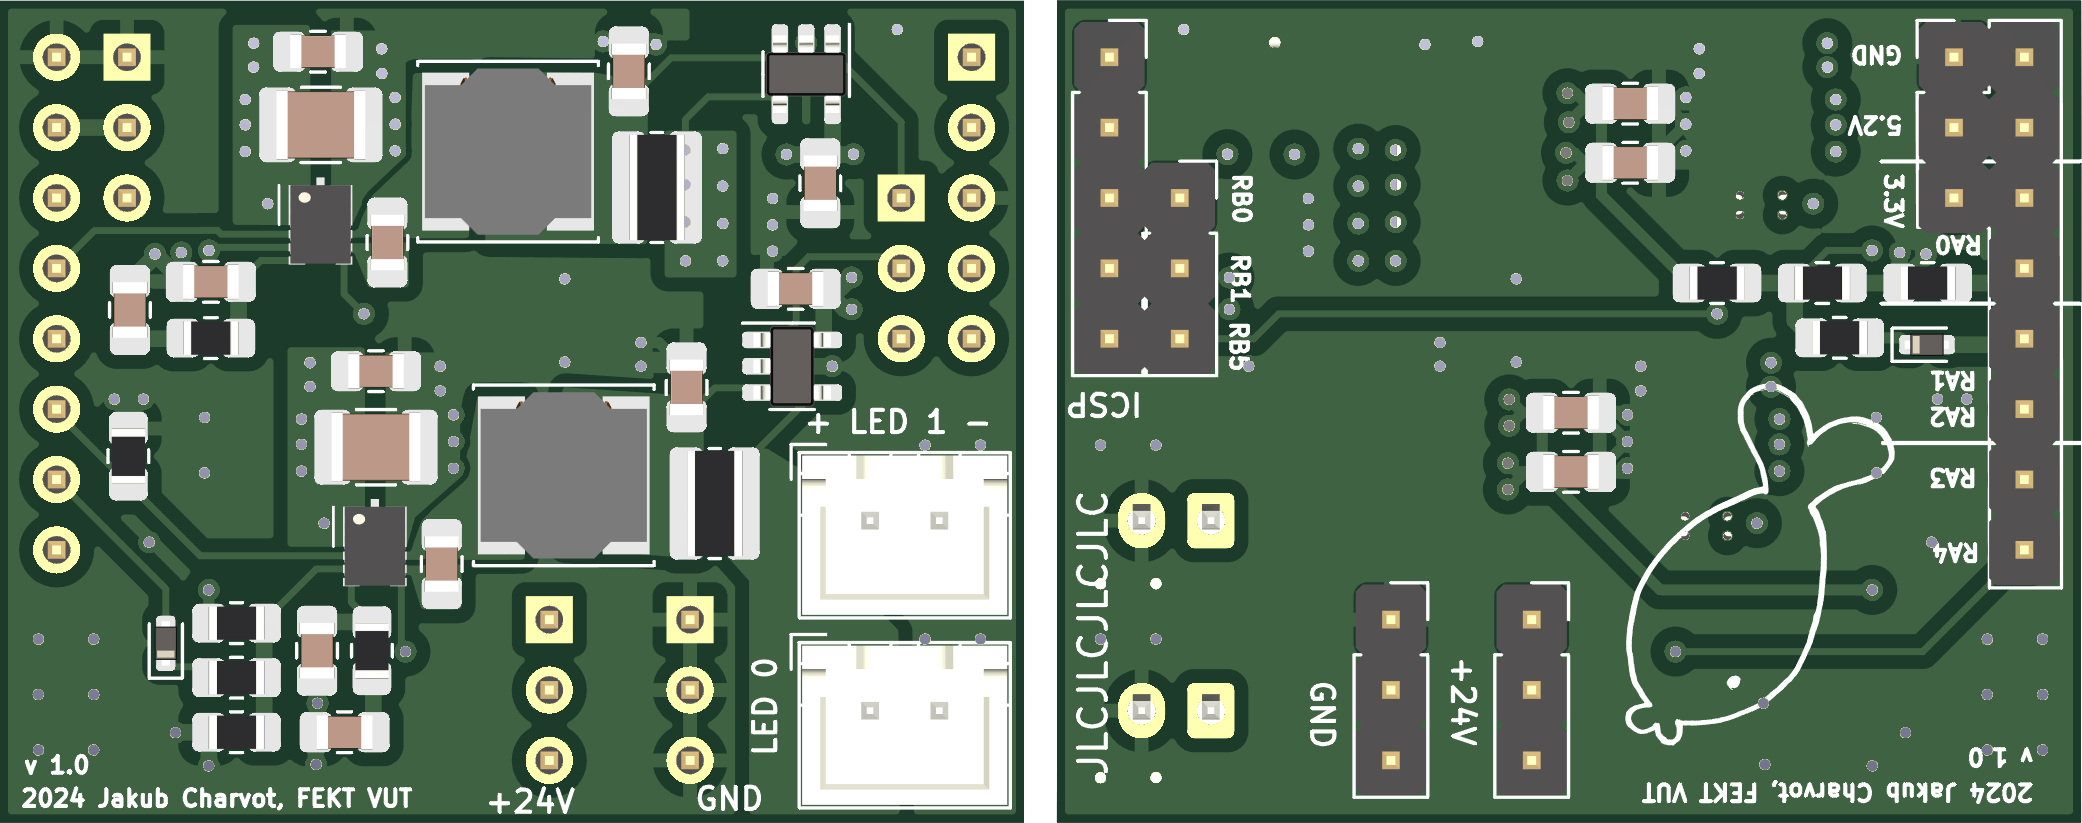 + LED 1 -
LED 0
v 1.0
2024 Jakub Charvot, FEKT VUT
+24V
GND
GND
5.2V
3.3V
RA0
RB0
RB1
RB5
RA1
RA2
ICSP
RA3
RA4
JLCJLCJLCJLC
GND
+24V
v 1.0
2024 Jakub Charvot, FEKT VUT